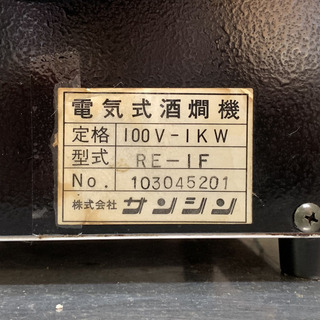 電気式酒燗機
定格 100V-1KW
型式 RE-1F
No. 103045201
株式会社 サンシン